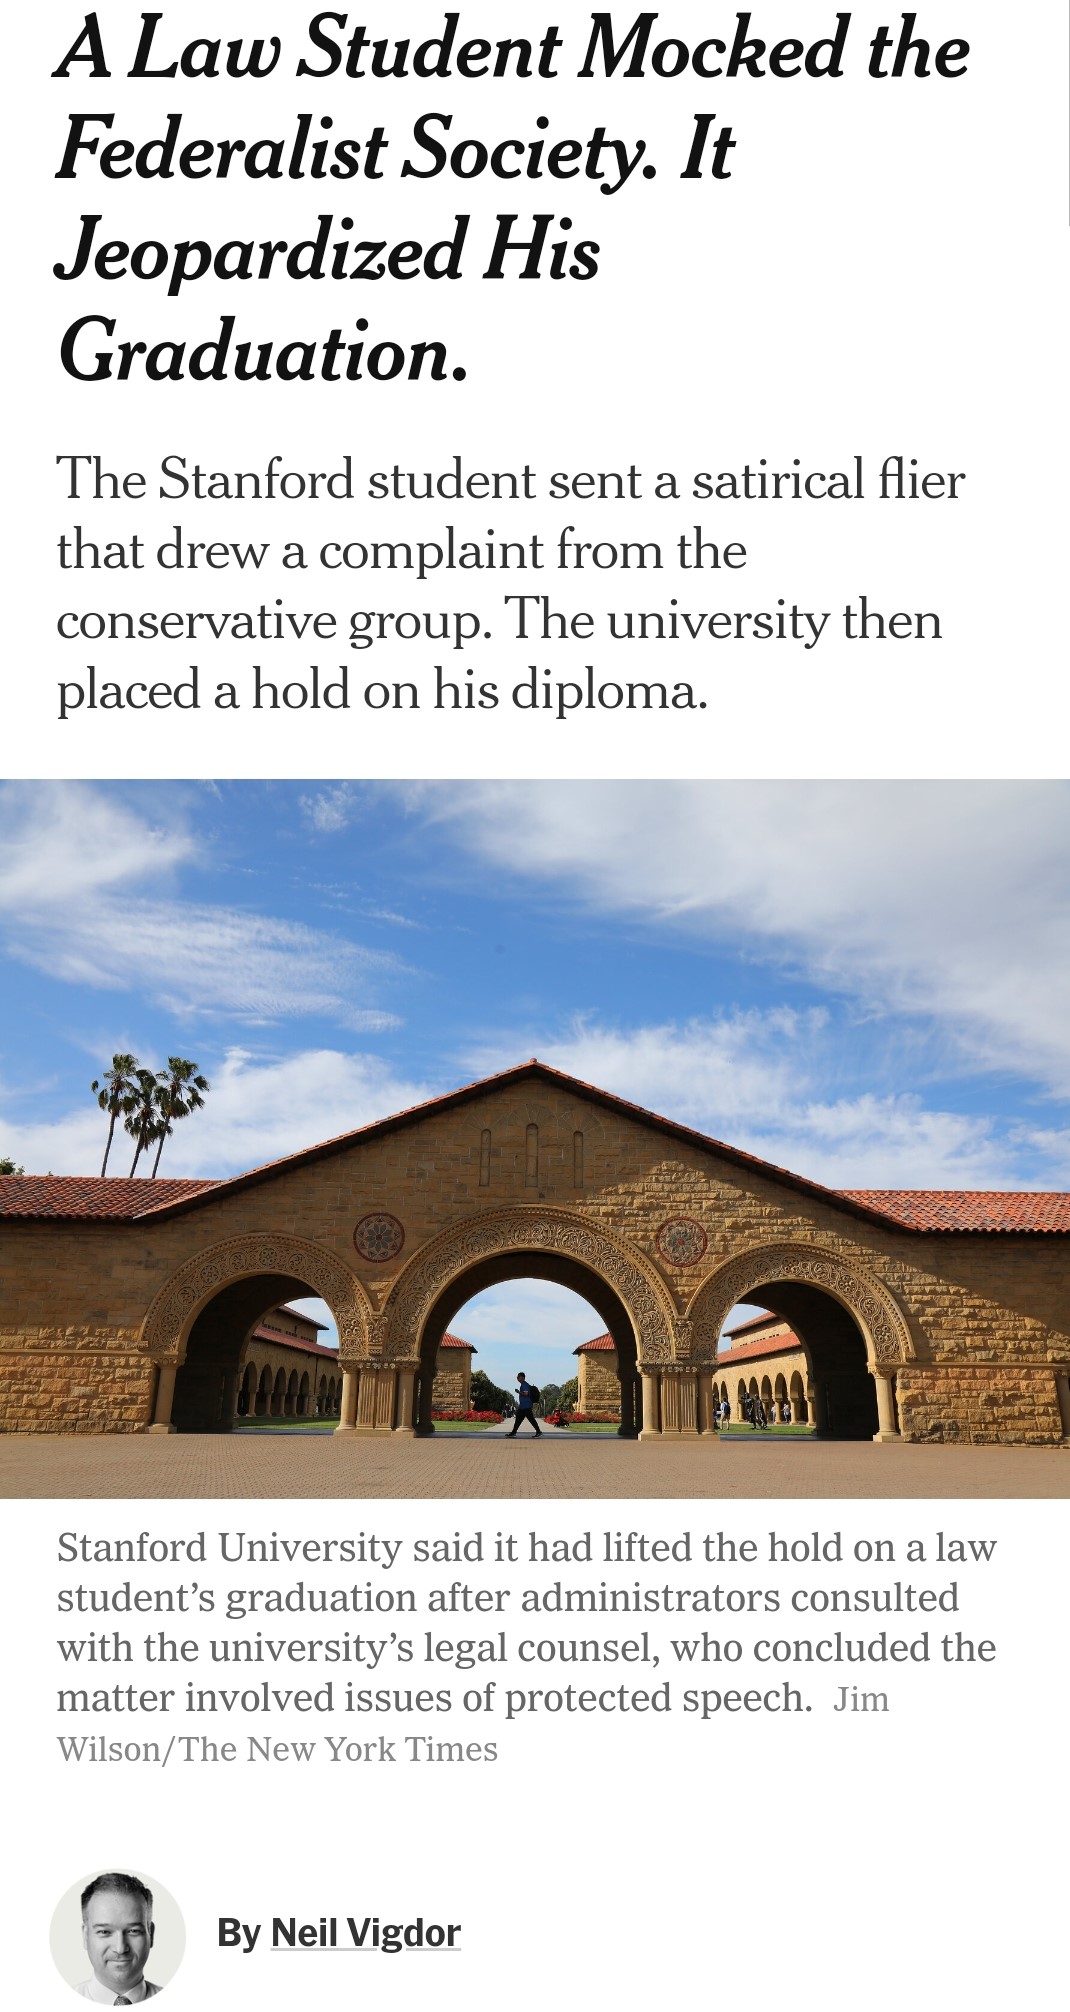 A Law Student Mocked the
Federalist Society. It
Jeopardized His
Graduation.
The Stanford student sent a satirical flier
that drew a complaint from the
conservative group. The university then
placed a hold on his diploma.
Stanford University said it had lifted the hold on a law
student’s graduation after administrators consulted
with the university’s legal counsel, who concluded the
matter involved issues of protected speech. Jim
Wilson/The New York Times
By Neil Vigdor